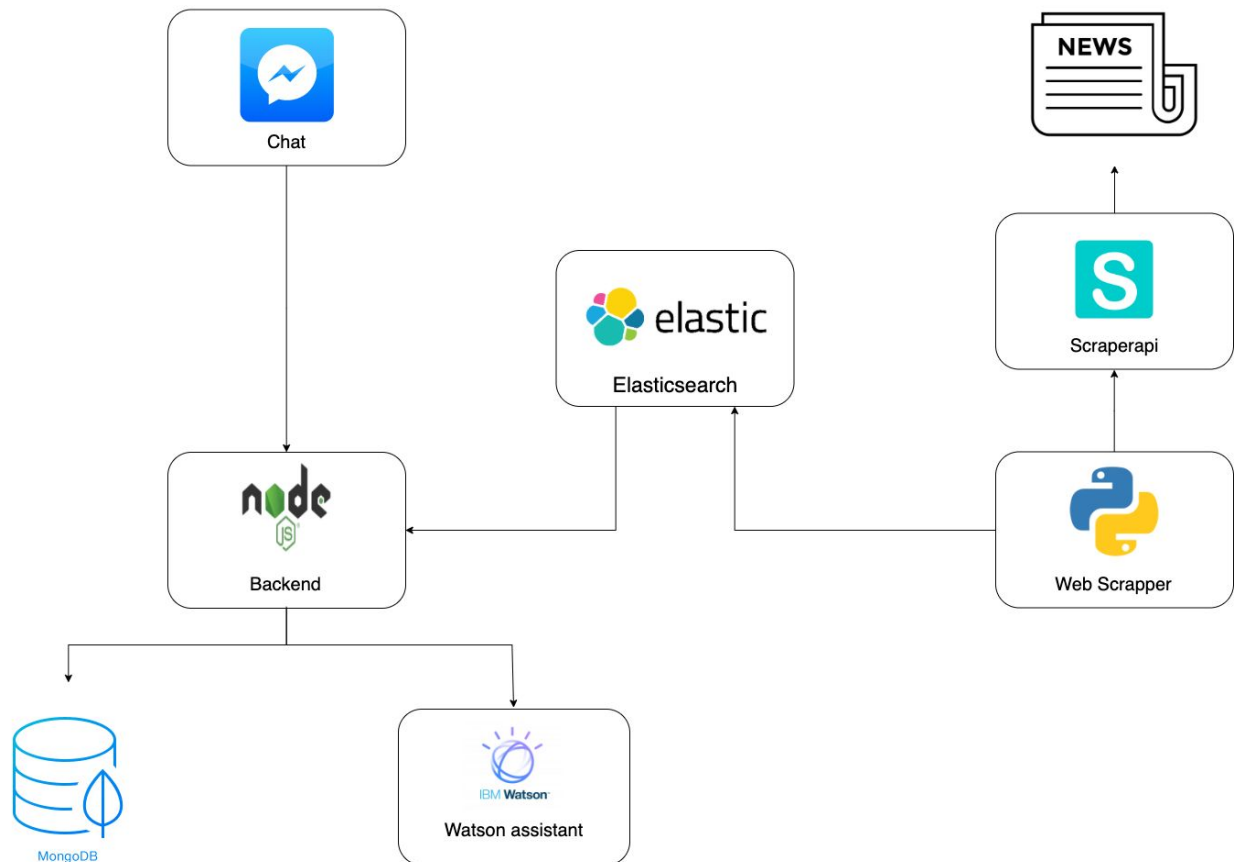 NEWS
Chat
S
Scraperapi
elastic
Elasticsearch
node
JS
Backend
Web Scrapper
IBM Watson
Watson assistant
MongoDB